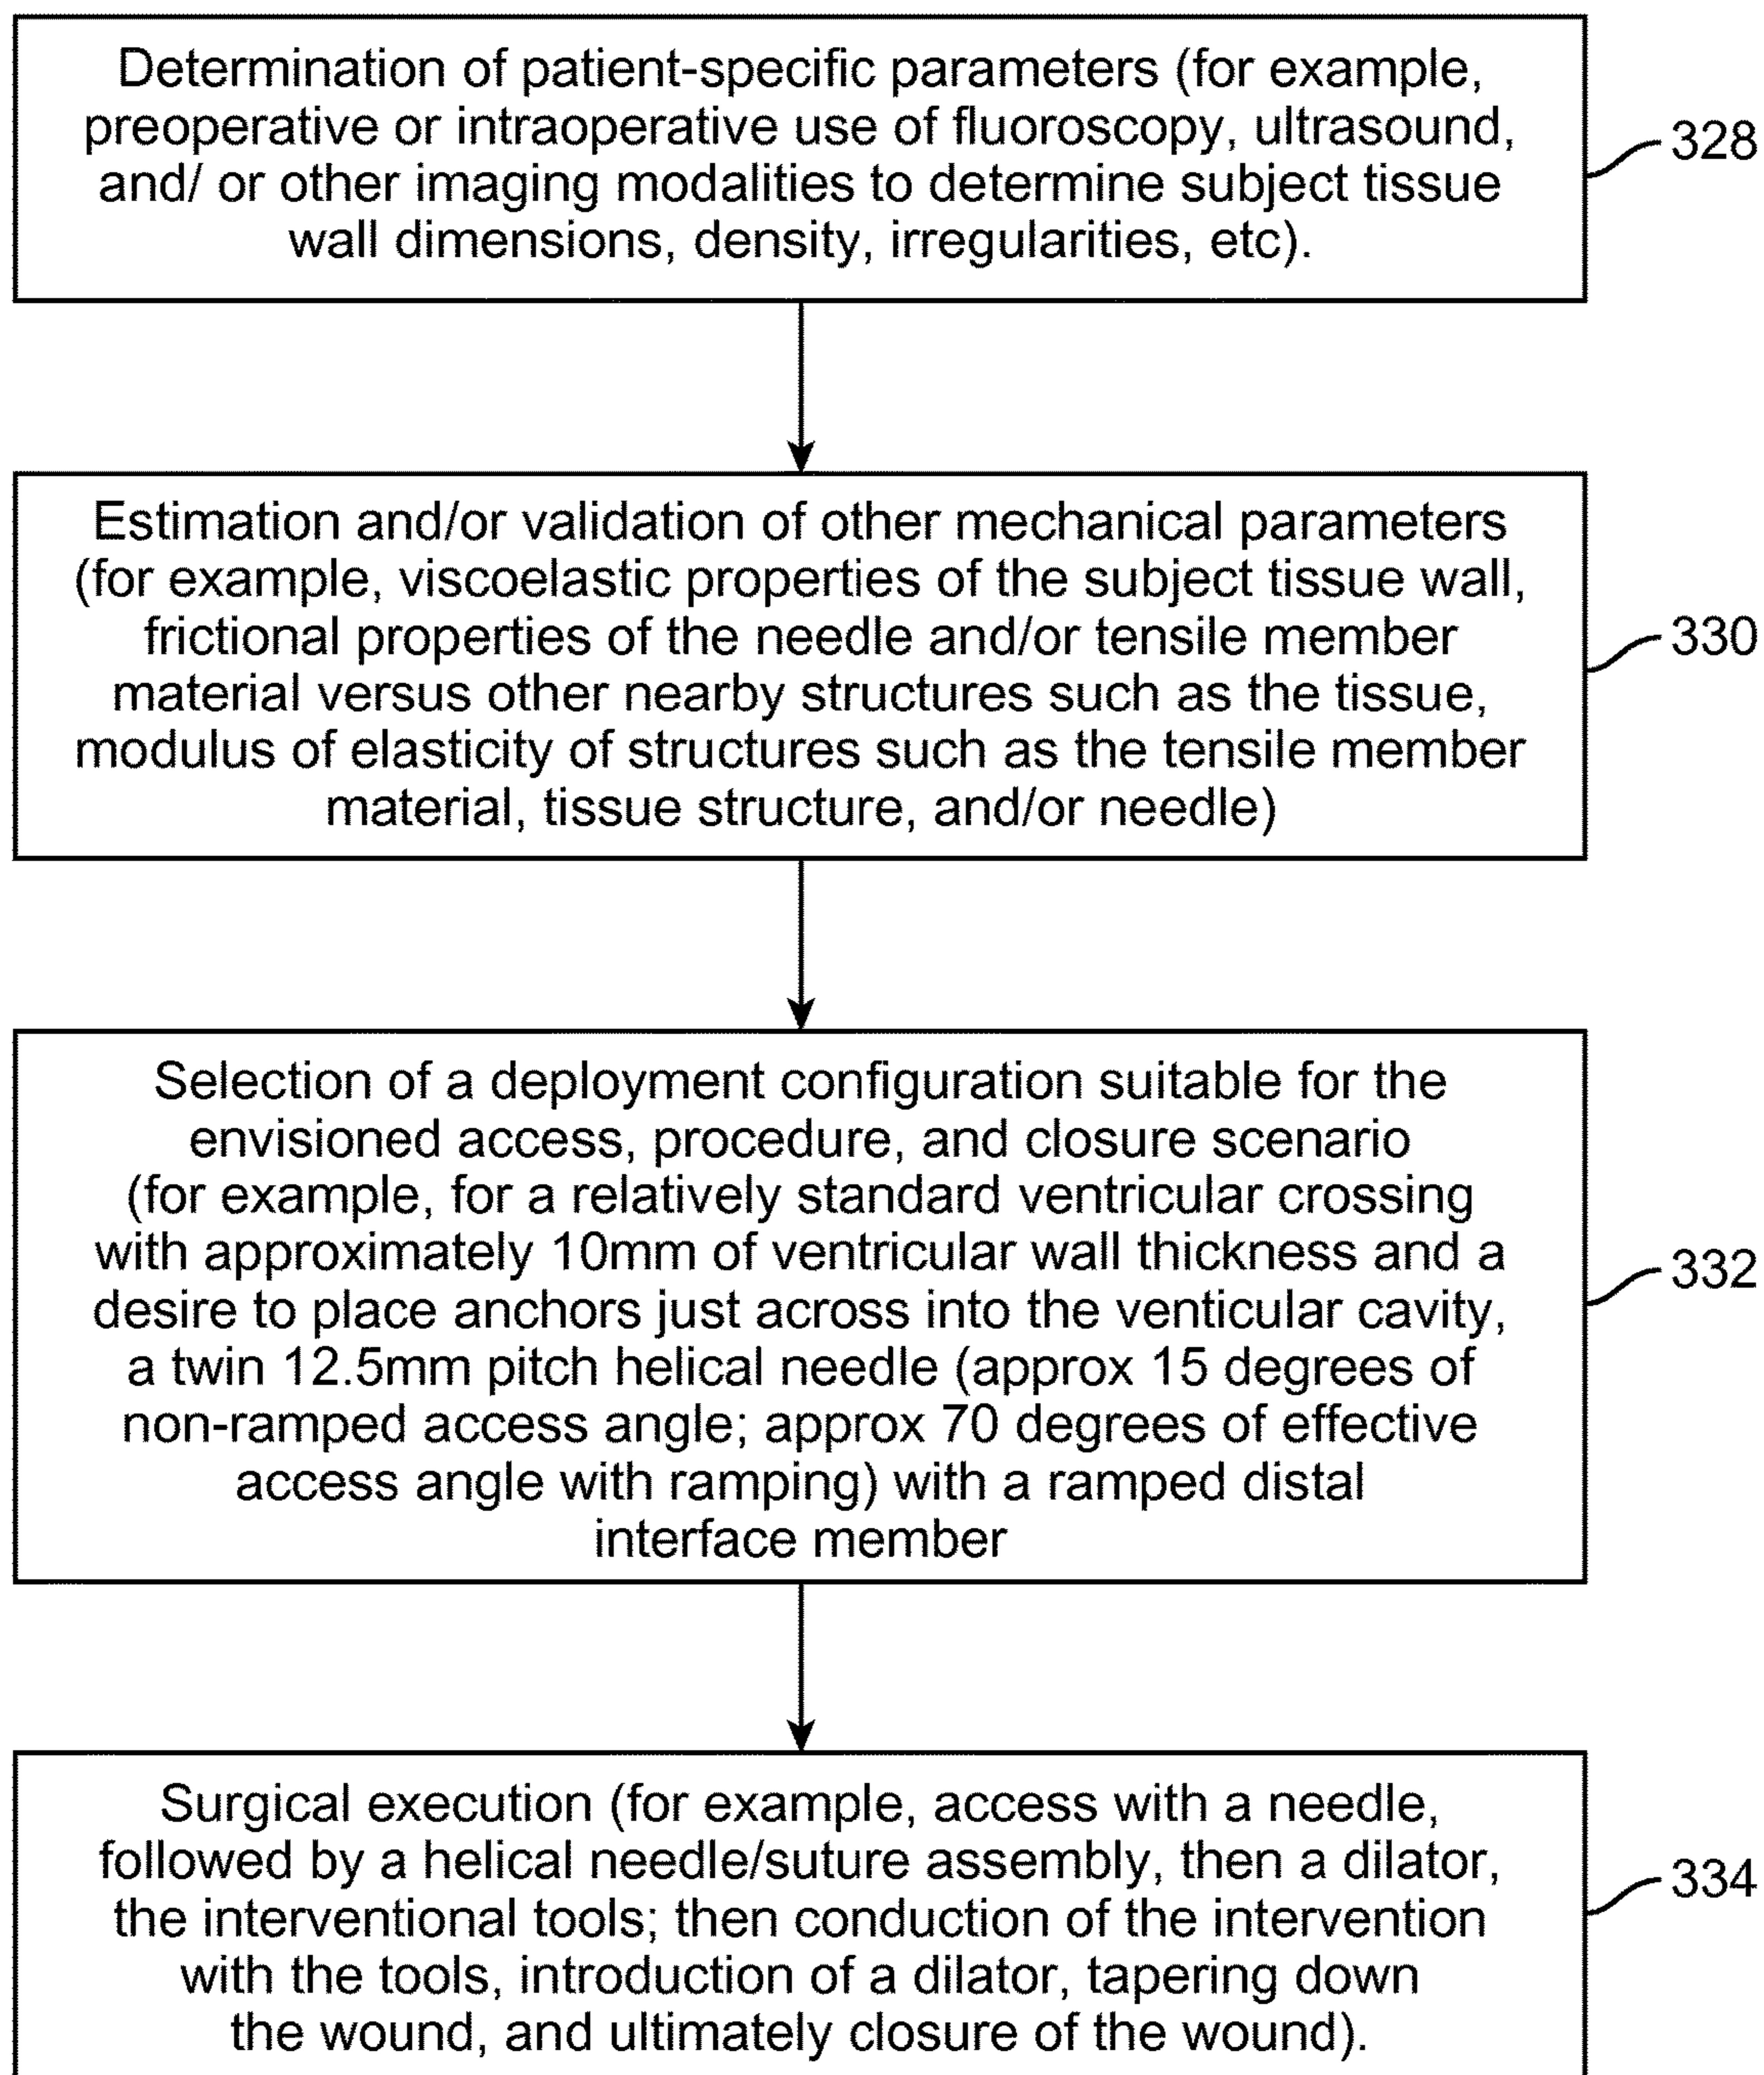 Determination of patient-specific parameters (for example,
preoperative or intraoperative use of fluoroscopy, ultrasound,
and/ or other imaging modalities to determine subject tissue
wall dimensions, density, irregularities, etc).
328
Estimation and/or validation of other mechanical parameters
(for example, viscoelastic properties of the subject tissue wall,
frictional properties of the needle and/or tensile member
material versus other nearby structures such as the tissue,
modulus of elasticity of structures such as the tensile member
material, tissue structure, and/or needle)
330
Selection of a deployment configuration suitable for the
envisioned access, procedure, and closure scenario
(for example, for a relatively standard ventricular crossing
with approximately 10mm of ventricular wall thickness and a
desire to place anchors just across into the venticular cavity,
a twin 12.5mm pitch helical needle (approx 15 degrees of
non-ramped access angle; approx 70 degrees of effective
access angle with ramping) with a ramped distal
interface member
332
Surgical execution (for example, access with a needle,
followed by a helical needle/suture assembly, then a dilator,
the interventional tools; then conduction of the intervention
with the tools, introduction of a dilator, tapering down
the wound, and ultimately closure of the wound).
334